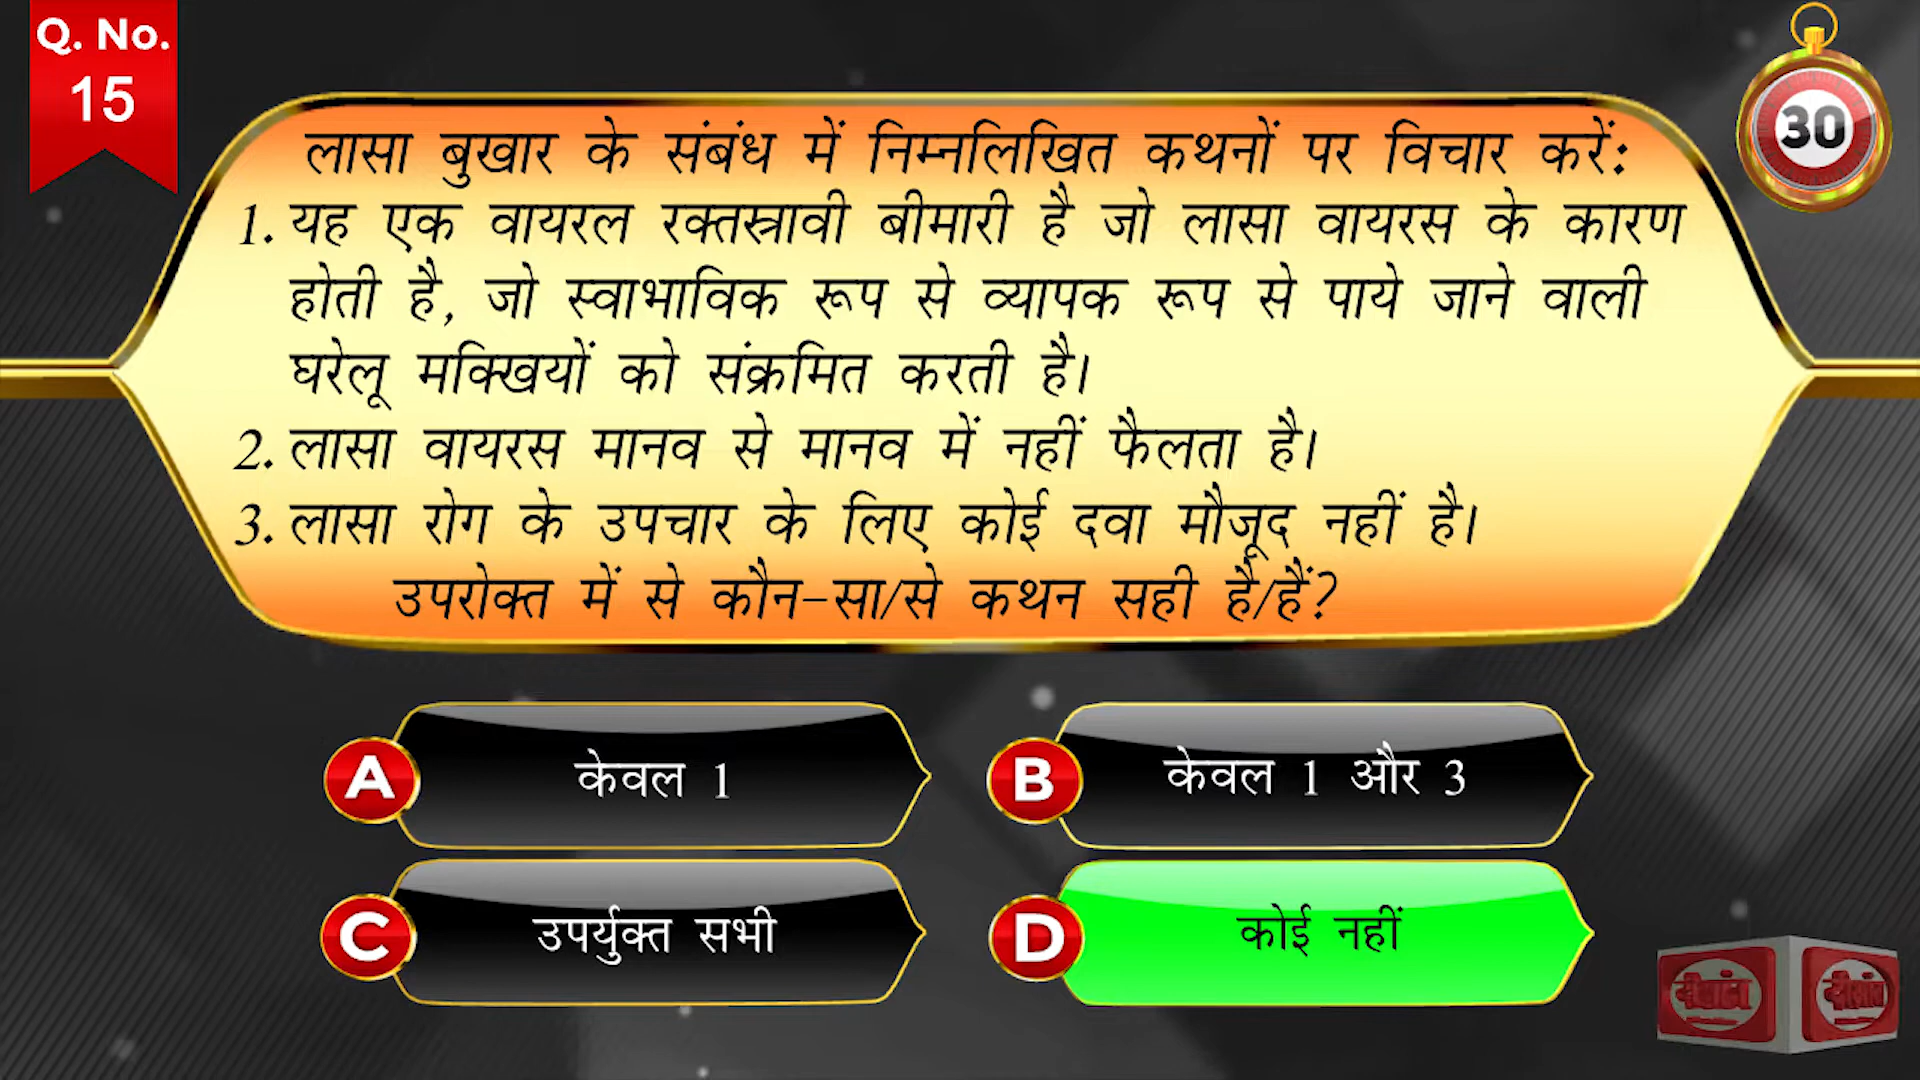 Q. No.
15
30
लासा बुखार के संबंध में निम्नलिखित कथनों पर विचार करें:
1. यह एक वायरल रक्तस्त्रावी बीमारी है जो लासा वायरस के कारण
होती है, जो स्वाभाविक रूप से व्यापक रूप से पाये जाने वाली
घरेलू मक्खियों को संक्रमित करती है।
2. लासा वायरस मानव से मानव में नहीं फैलता है।
3. लासा रोग के उपचार के लिए कोई दवा मौजूद नहीं है।
उपरोक्त में से कौन-सा/से कथन सही है/हैं?
A केवल 1
B केवल 1 और 3
C उपर्युक्त सभी
D कोई नहीं